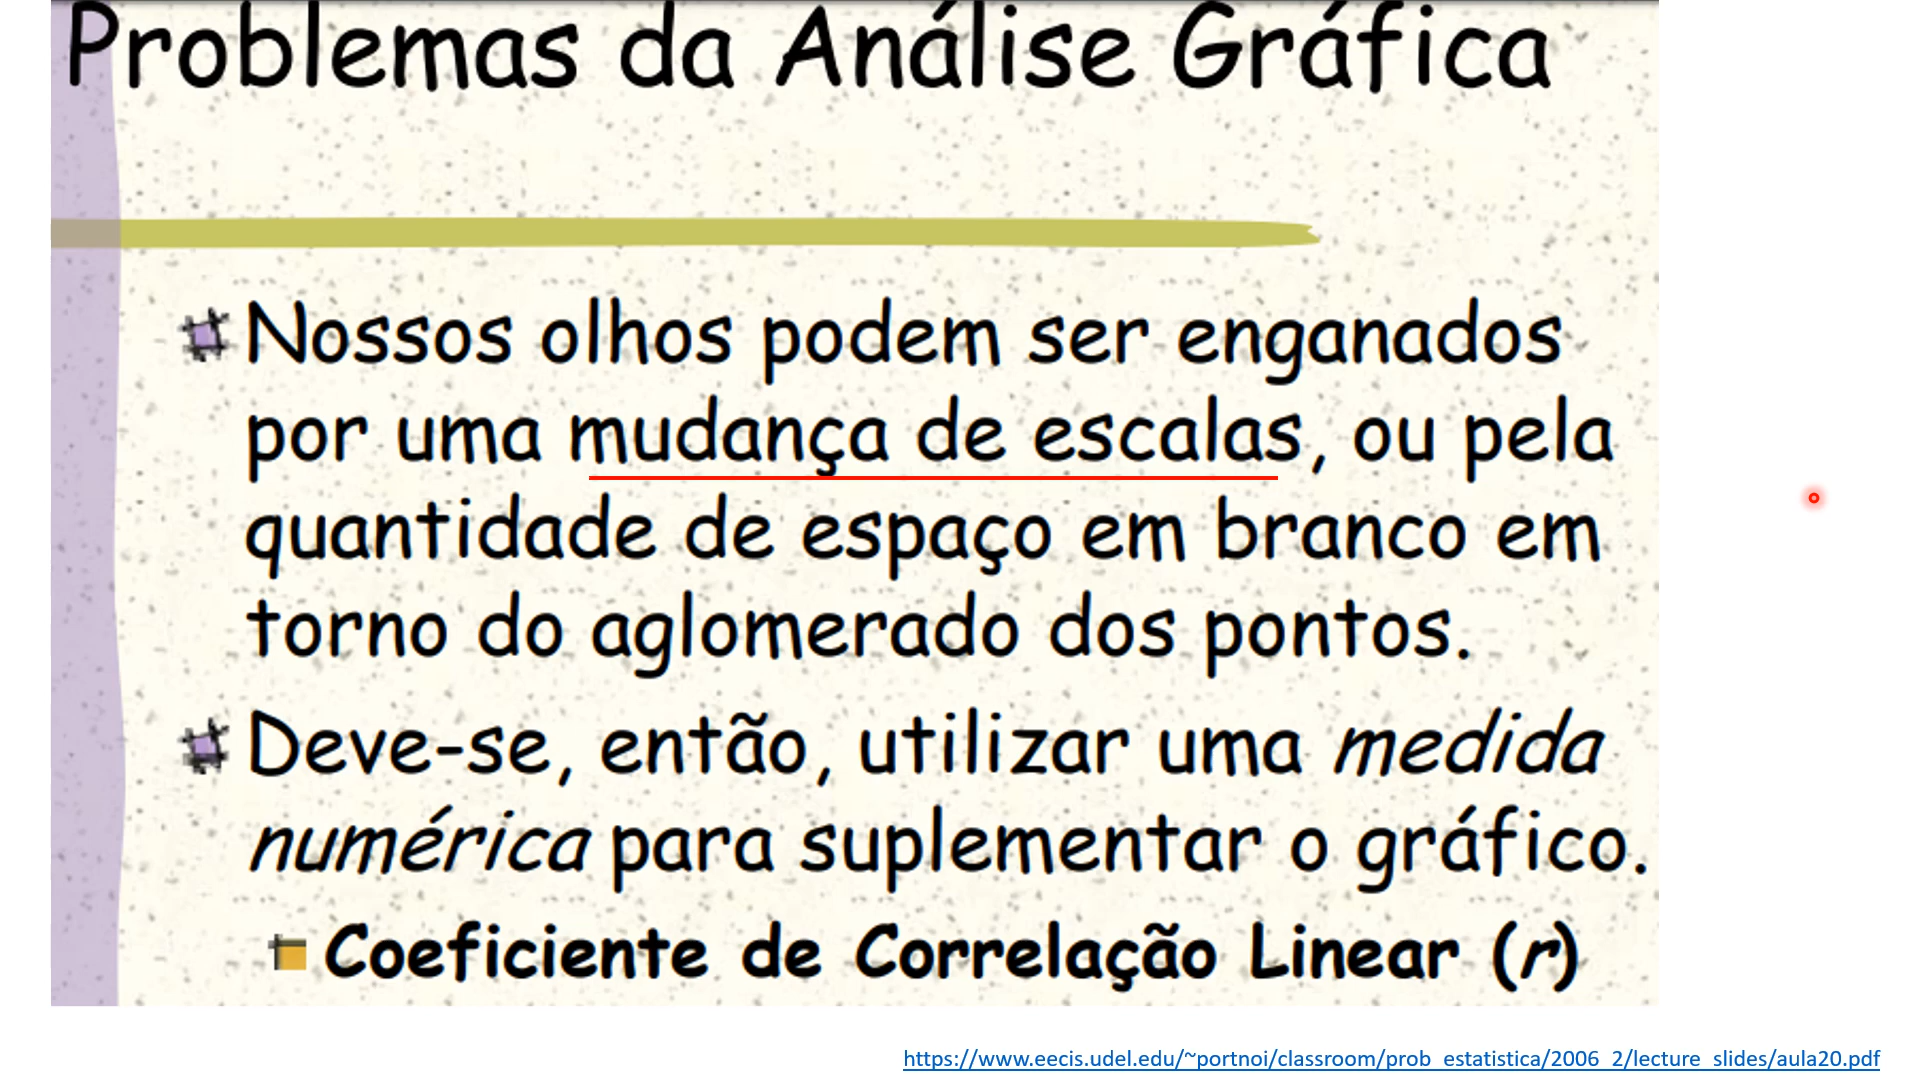 Problemas da Análise Gráfica
Nossos olhos podem ser enganados
por uma mudança de escalas, ou pela
quantidade de espaço em branco em
torno do aglomerado dos pontos.
Deve-se, então, utilizar uma medida
numérica para suplementar o gráfico.
Coeficiente de Correlação Linear (r)
https://www.eecis.udel.edu/~portnoi/classroom/prob_estatistica/2006_2/lecture_slides/aula20.pdf